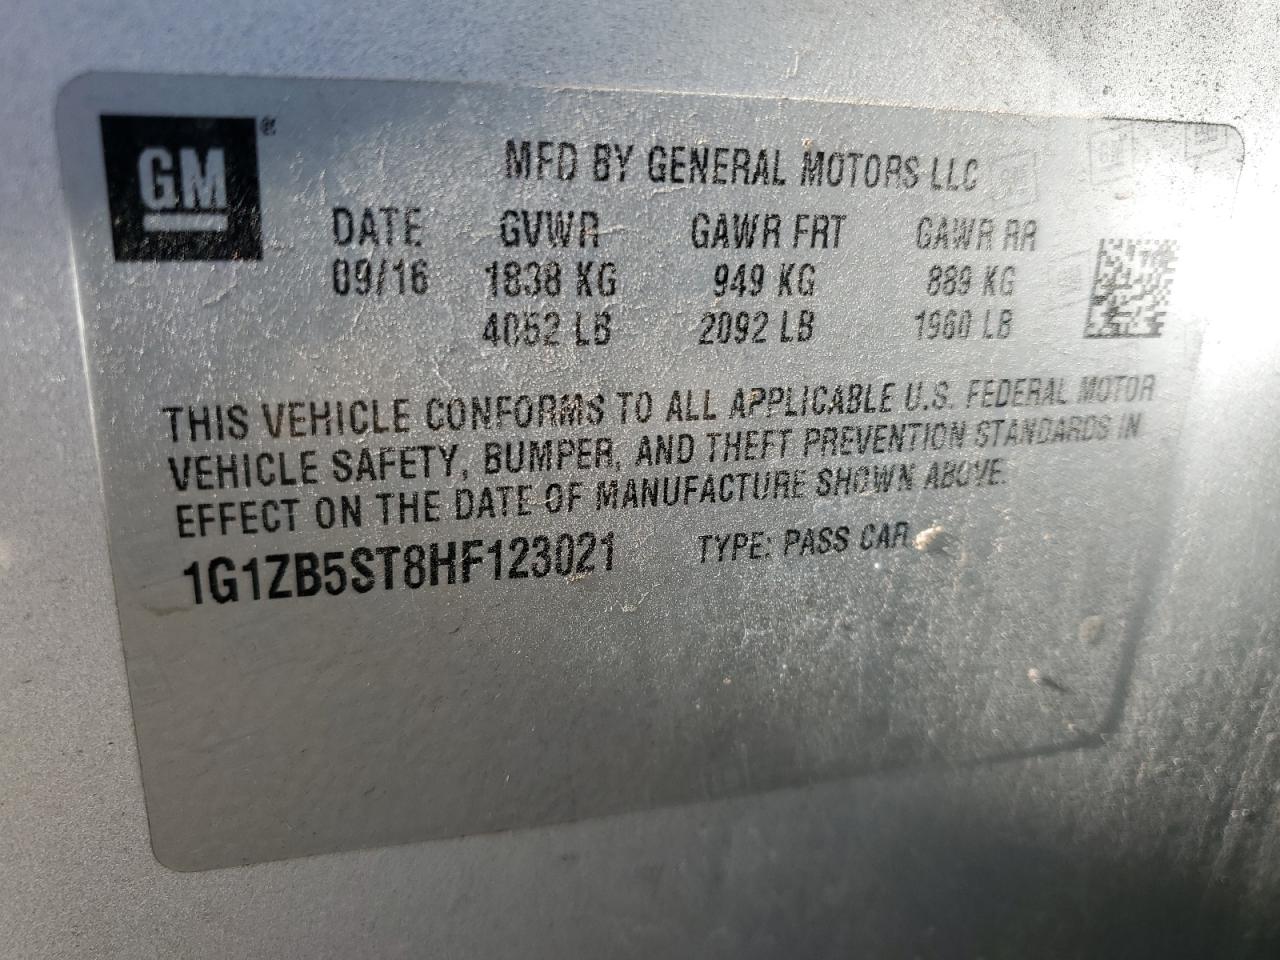 GM®
MFD BY GENERAL MOTORS LLC
DATE GVWR GAWR FRT GAWR RR
09/16 1838 KG 949 KG 889 KG
4052 LB 2092 LB 1960 LB
THIS VEHICLE CONFORMS TO ALL APPLICABLE U.S. FEDERAL MOTOR
VEHICLE SAFETY, BUMPER, AND THEFT PREVENTION STANDARDS IN
EFFECT ON THE DATE OF MANUFACTURE SHOWN ABOVE.
1G1ZB5ST8HF123021 TYPE: PASS CAR